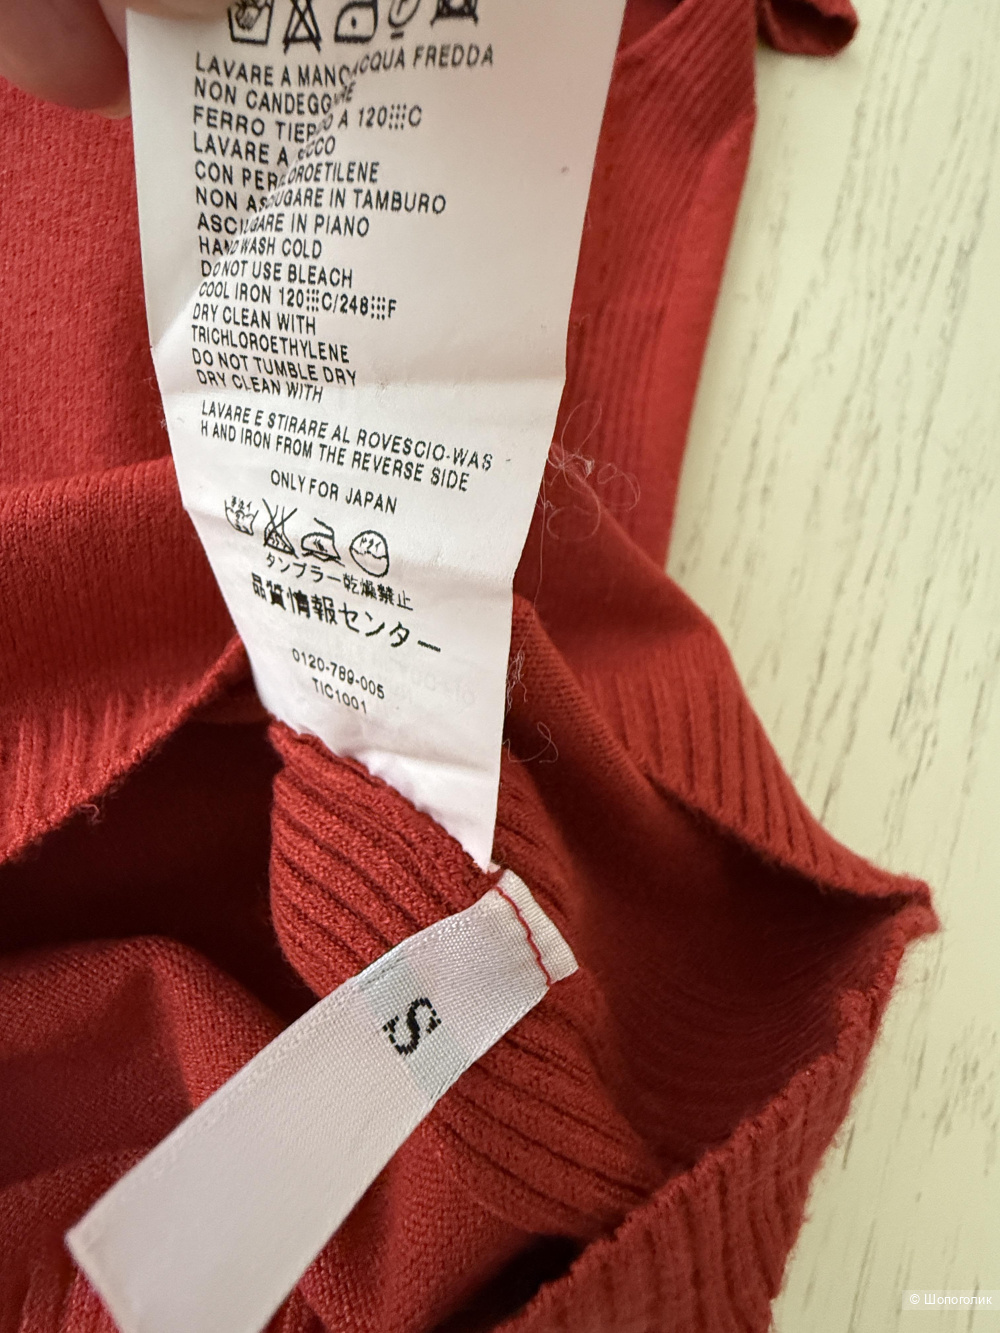 LAVARE A MANO ACQUA FREDDA
NON CANDEGG RE
FERRO TIEP O A 120⁝⁝⁝C
LAVARE A SECCO
CON PERCLOROETILENE
NON ASCIUGARE IN TAMBURO
ASCIUGARE IN PIANO
HAND WASH COLD
DO NOT USE BLEACH
COOL IRON 120⁝⁝⁝C/248⁝⁝⁝F
DRY CLEAN WITH
TRICHLOROETHYLENE
DO NOT TUMBLE DRY
DRY CLEAN WITH
LAVARE E STIRARE AL ROVESCIO-WAS
H AND IRON FROM THE REVERSE SIDE
ONLY FOR JAPAN
タンブラー乾燥禁止
品質情報センター
0120-789-005
TIC1001
S
© Шопоголик